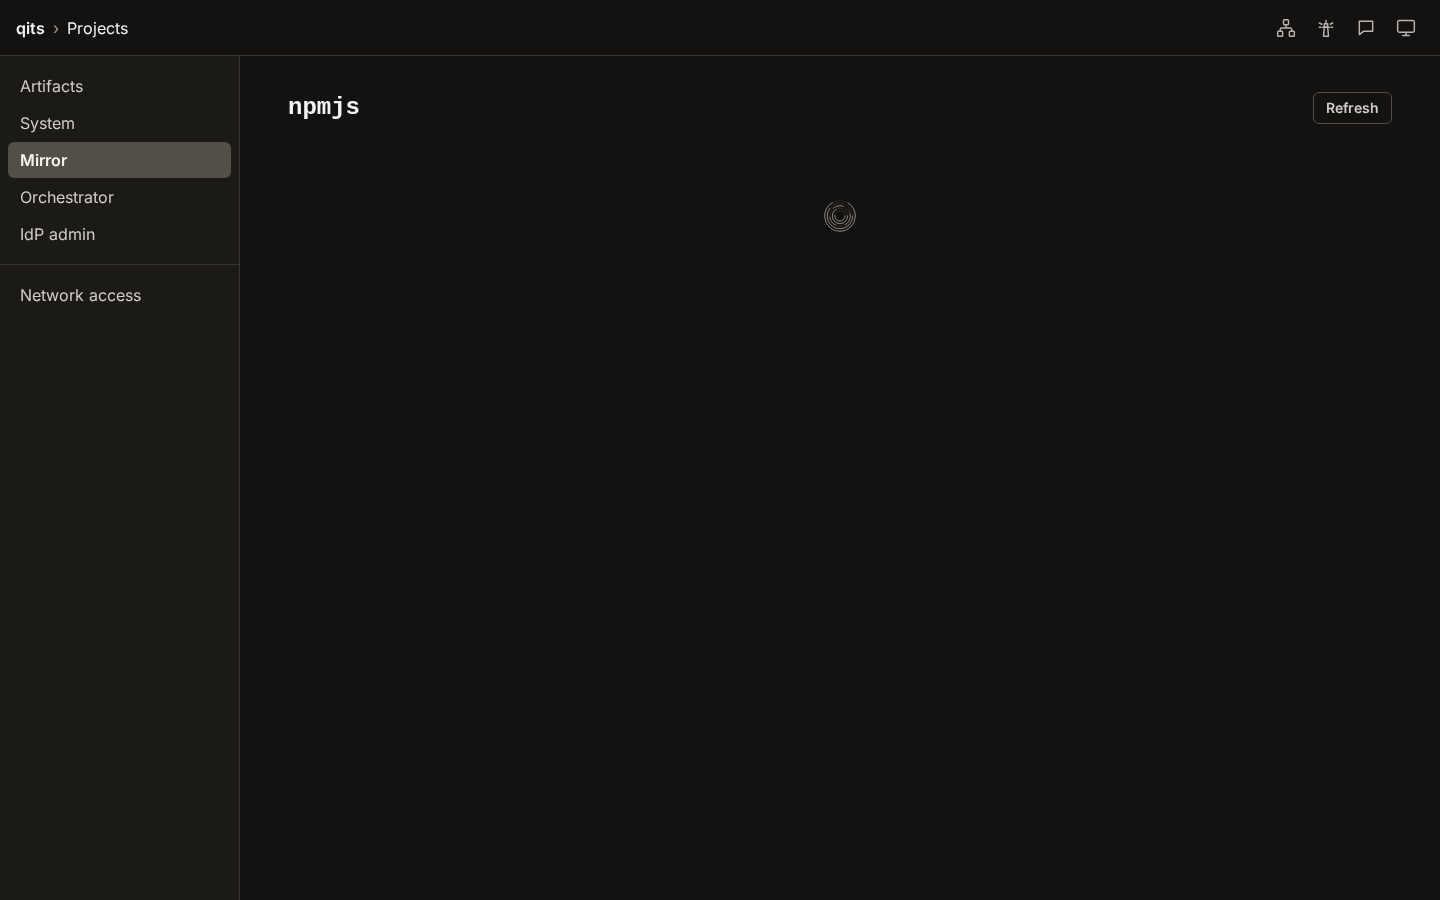 qits › Projects
Artifacts
System
Mirror
Orchestrator
IdP admin
Network access
npmjs
Refresh